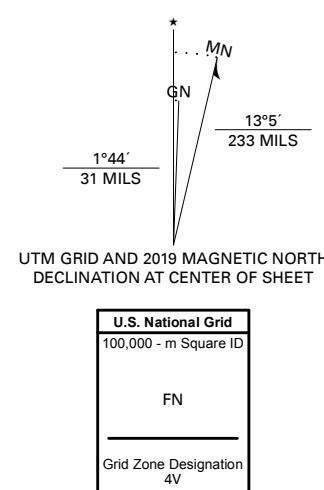 ★
MN
GN
13°5´
233 MILS
1°44´
31 MILS
UTM GRID AND 2019 MAGNETIC NORTH
DECLINATION AT CENTER OF SHEET
U.S. National Grid
100,000 - m Square ID
FN
Grid Zone Designation
4V